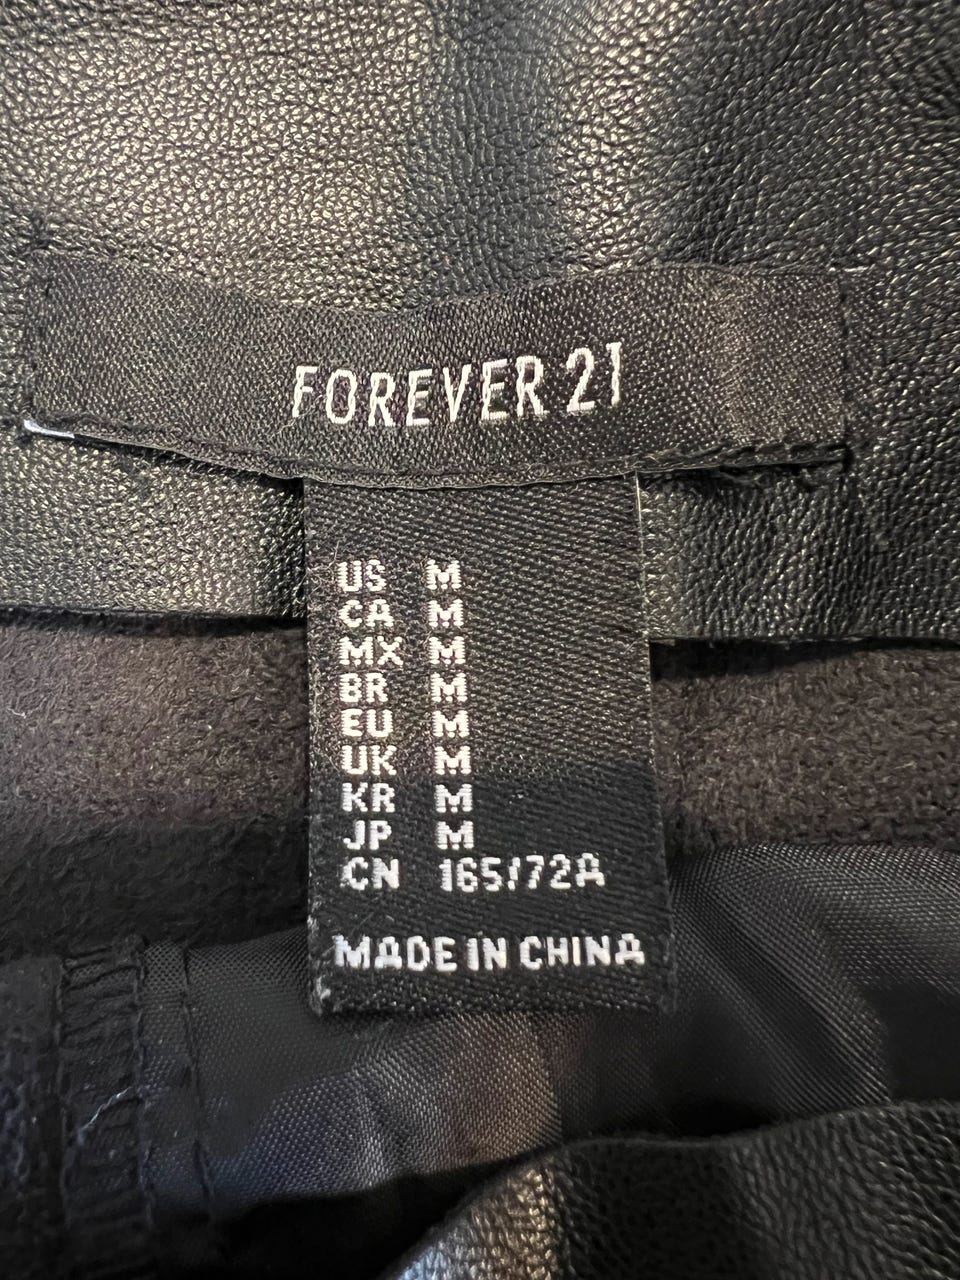 FOREVER 21
US M
CA M
MX M
BR M
EU M
UK M
KR M
JP M
CN 165/72A
MADE IN CHINA